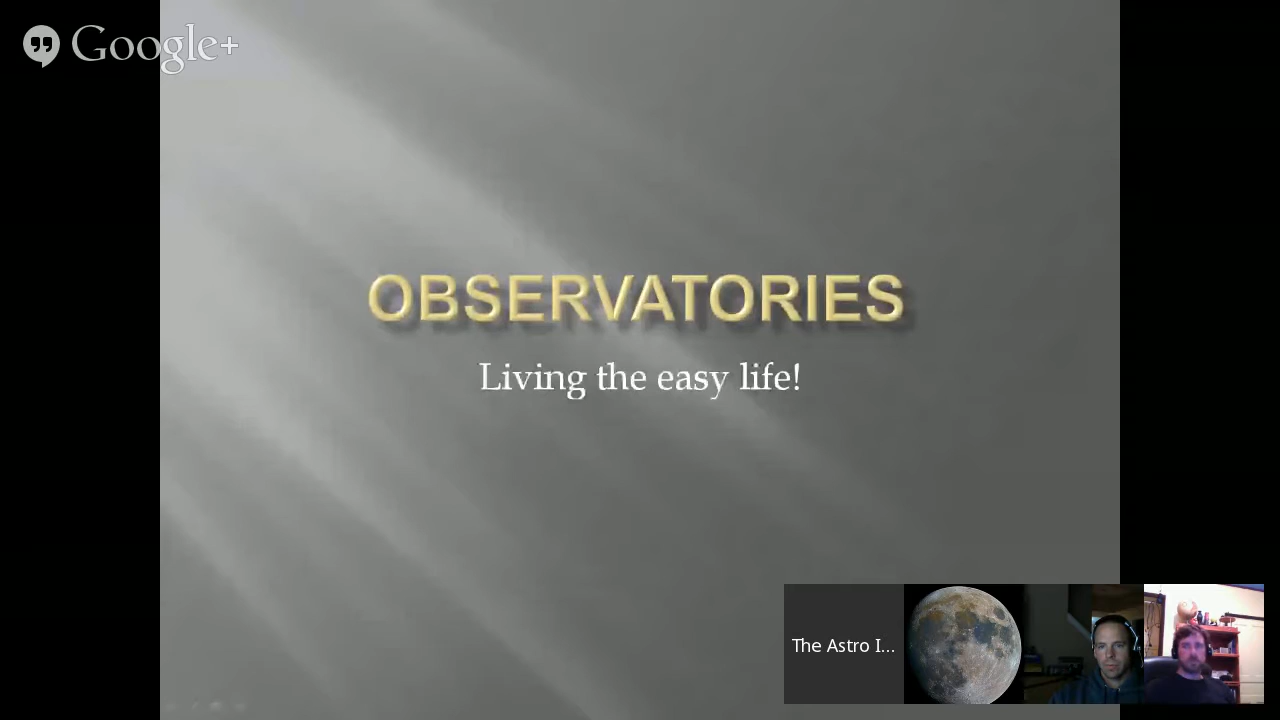 Google+
OBSERVATORIES
Living the easy life!
The Astro I...